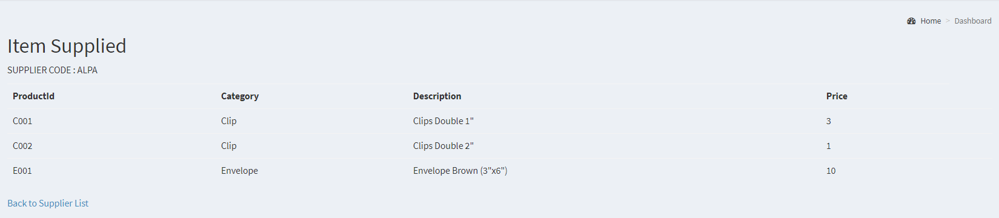 Home > Dashboard
Item Supplied
SUPPLIER CODE : ALPA
ProductId Category Description Price
C001 Clip Clips Double 1" 3
C002 Clip Clips Double 2" 1
E001 Envelope Envelope Brown (3"x6") 10
Back to Supplier List